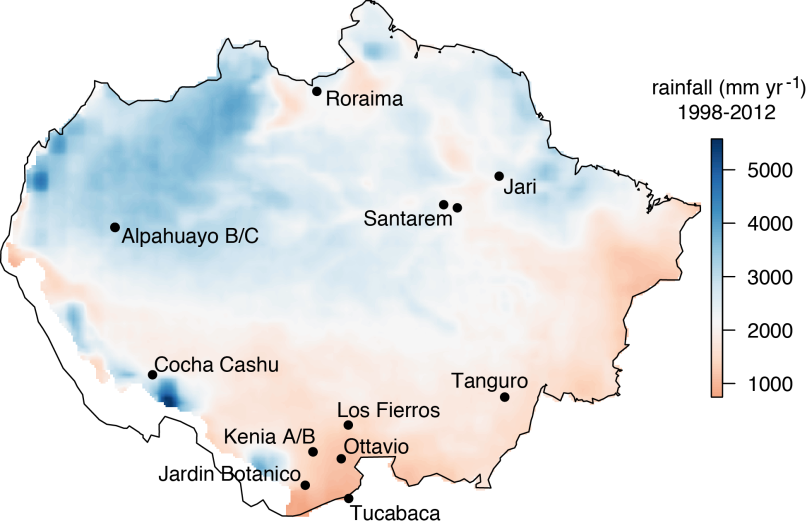 rainfall (mm yr⁻¹)
1998-2012
5000
4000
3000
2000
1000
Roraima
Jari
Santarem
Alpahuayo B/C
Cocha Cashu
Tanguro
Los Fierros
Kenia A/B
Ottavio
Jardin Botanico
Tucabaca